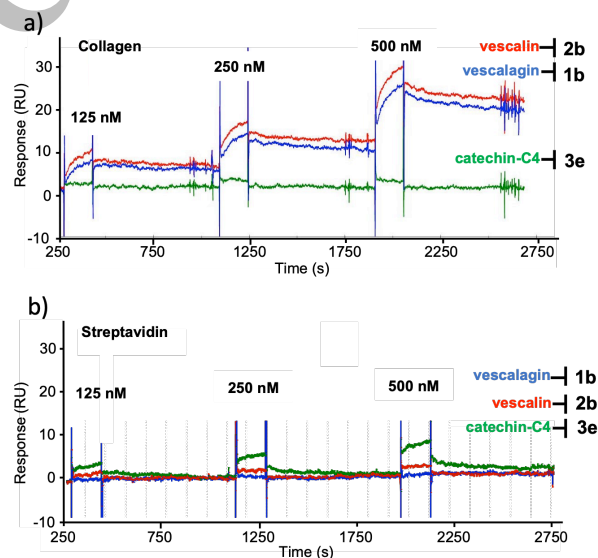 a)
Collagen
500 nM
vescalin 2b
250 nM
vescalagin 1b
125 nM
catechin-C4 3e
Response (RU)
30
20
10
0
-10
250 750 1250 1750 2250 2750
Time (s)
b)
Streptavidin
125 nM
250 nM
500 nM
vescalagin 1b
vescalin 2b
catechin-C4 3e
Response (RU)
30
20
10
0
-10
250 750 1250 1750 2250 2750
Time (s)